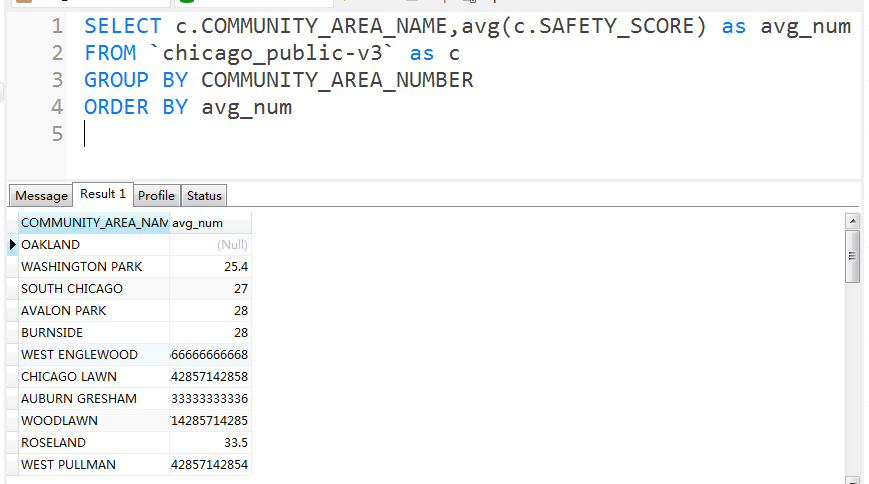 1 SELECT c.COMMUNITY_AREA_NAME,avg(c.SAFETY_SCORE) as avg_num
2 FROM `chicago_public-v3` as c
3 GROUP BY COMMUNITY_AREA_NUMBER
4 ORDER BY avg_num
5
Message Result 1 Profile Status
COMMUNITY_AREA_NAM avg_num
OAKLAND (Null)
WASHINGTON PARK 25.4
SOUTH CHICAGO 27
AVALON PARK 28
BURNSIDE 28
WEST ENGLEWOOD 66666666668
CHICAGO LAWN 42857142858
AUBURN GRESHAM 33333333336
WOODLAWN 714285714285
ROSELAND 33.5
WEST PULLMAN 42857142854